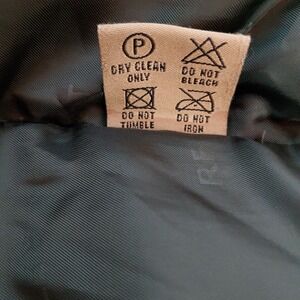 P
DRY CLEAN
ONLY
DO NOT
BLEACH
DO NOT
TUMBLE
DO NOT
IRON